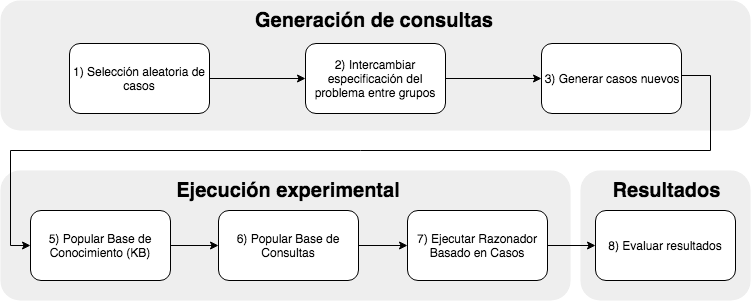 Generación de consultas
1) Selección aleatoria de
casos
2) Intercambiar
especificación del
problema entre grupos
3) Generar casos nuevos
Ejecución experimental
5) Popular Base de
Conocimiento (KB)
6) Popular Base de
Consultas
7) Ejecutar Razonador
Basado en Casos
Resultados
8) Evaluar resultados